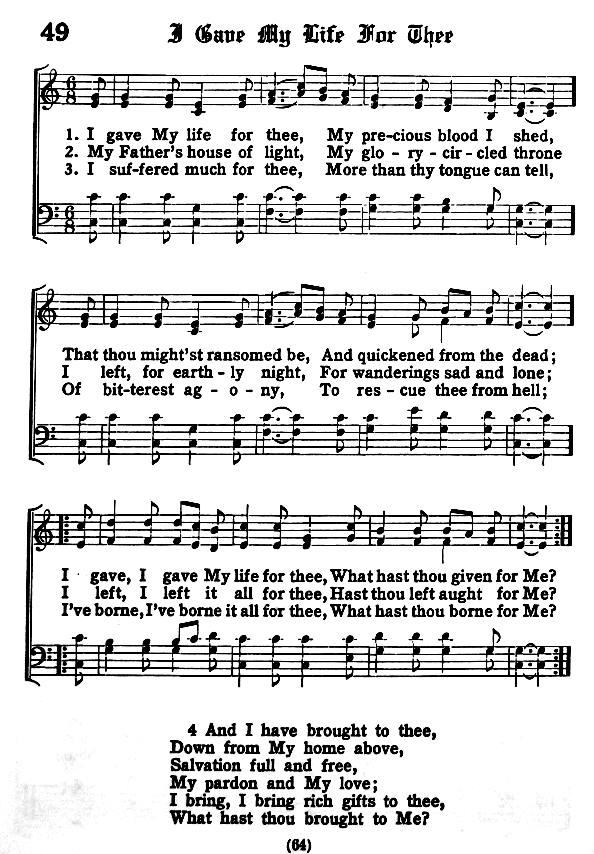 49 I Gave My Life For Thee
1. I gave My life for thee, My pre-cious blood I shed,
2. My Father's house of light, My glo - ry - cir - cled throne
3. I suf-fered much for thee, More than thy tongue can tell,
That thou might'st ransomed be, And quickened from the dead;
I left, for earth - ly night, For wanderings sad and lone;
Of bit-terest ag - o - ny, To res - cue thee from hell;
I gave, I gave My life for thee, What hast thou given for Me?
I left, I left it all for thee, Hast thou left aught for Me?
I've borne, I've borne it all for thee, What hast thou borne for Me?
4 And I have brought to thee,
Down from My home above,
Salvation full and free,
My pardon and My love;
I bring, I bring rich gifts to thee,
What hast thou brought to Me?
(64)